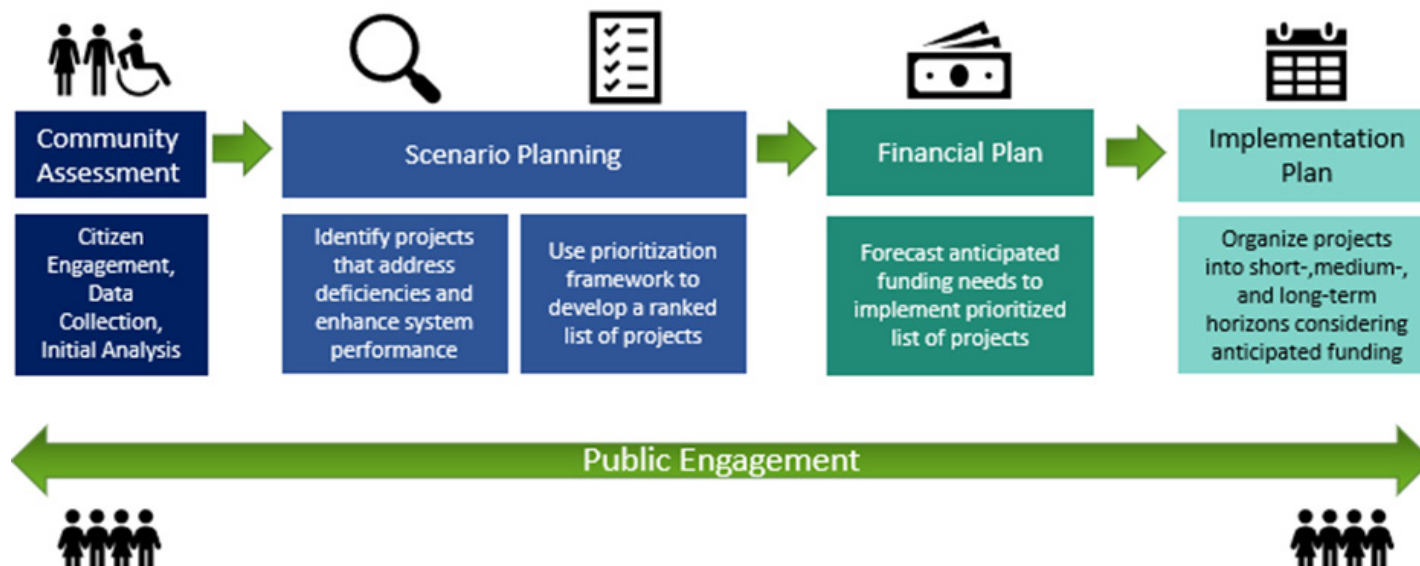 Community
Assessment
Scenario Planning
Financial Plan
Implementation
Plan
Citizen
Engagement,
Data
Collection,
Initial Analysis
Identify projects
that address
deficiencies and
enhance system
performance
Use prioritization
framework to
develop a ranked
list of projects
Forecast anticipated
funding needs to
implement prioritized
list of projects
Organize projects
into short-,medium-,
and long-term
horizons considering
anticipated funding
Public Engagement